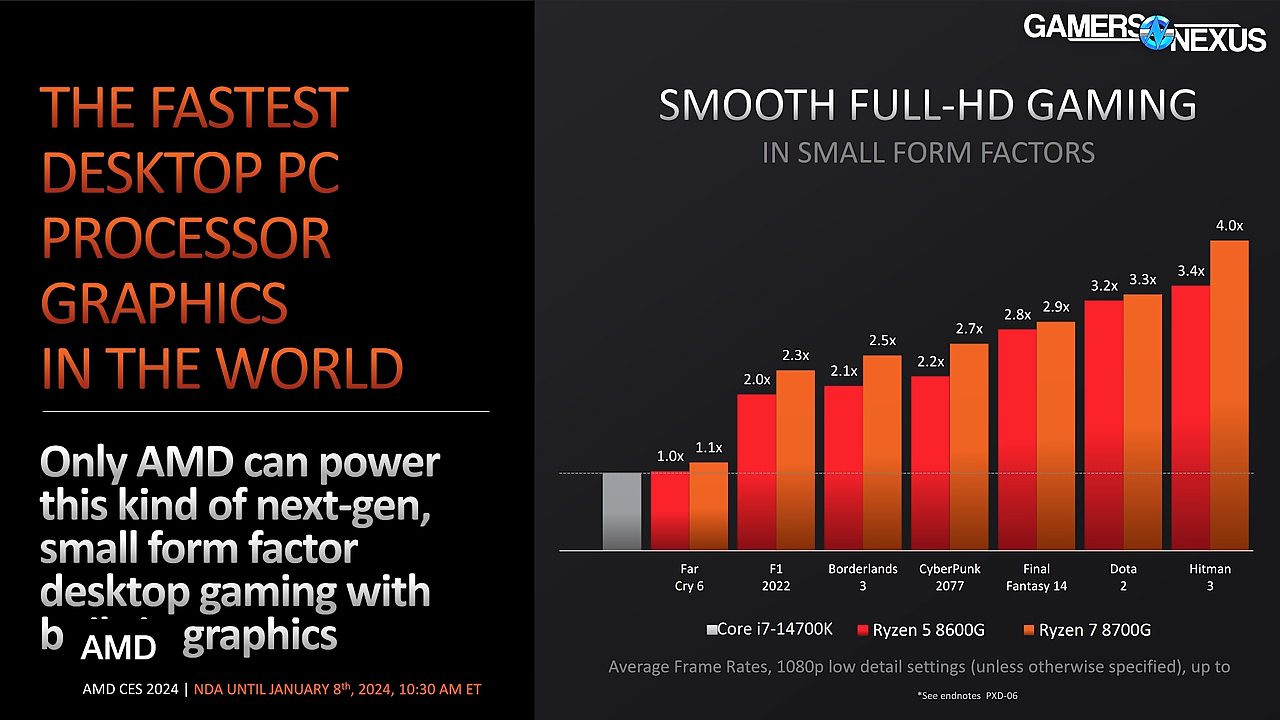 GAMERS NEXUS
THE FASTEST
DESKTOP PC
PROCESSOR
GRAPHICS
IN THE WORLD
Only AMD can power
this kind of next-gen,
small form factor
desktop gaming with
graphics
AMD
AMD CES 2024 | NDA UNTIL JANUARY 8th, 2024, 10:30 AM ET
SMOOTH FULL-HD GAMING
IN SMALL FORM FACTORS
1.0x 1.1x 2.0x 2.3x 2.1x 2.5x 2.2x 2.7x 2.8x 2.9x 3.2x 3.3x 3.4x 4.0x
Far F1 Borderlands CyberPunk Final Dota Hitman
Cry 6 2022 3 2077 Fantasy 14 2 3
Core i7-14700K Ryzen 5 8600G Ryzen 7 8700G
Average Frame Rates, 1080p low detail settings (unless otherwise specified), up to
*See endnotes PXD-06